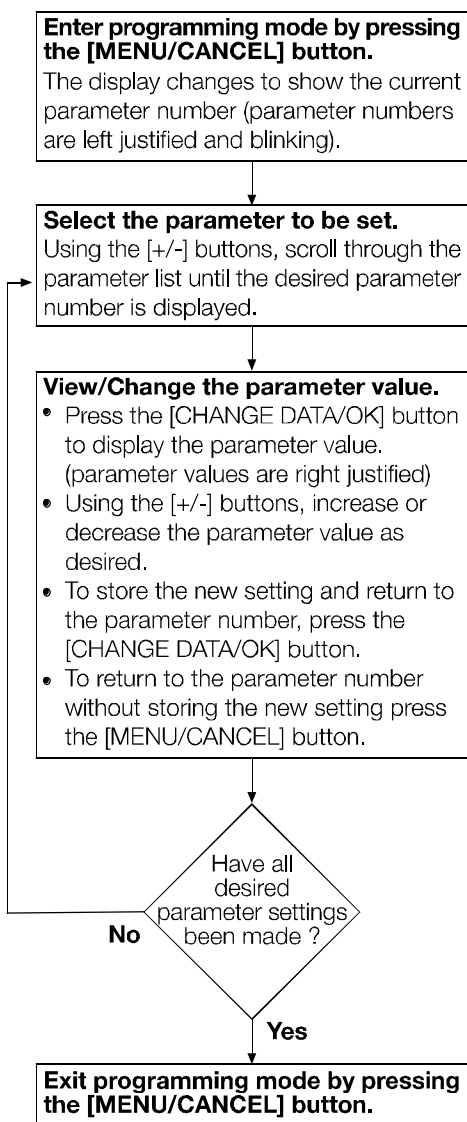 Enter programming mode by pressing
the [MENU/CANCEL] button.
The display changes to show the current
parameter number (parameter numbers
are left justified and blinking).
Select the parameter to be set.
Using the [+/-] buttons, scroll through the
parameter list until the desired parameter
number is displayed.
View/Change the parameter value.
• Press the [CHANGE DATA/OK] button
to display the parameter value.
(parameter values are right justified)
• Using the [+/-] buttons, increase or
decrease the parameter value as
desired.
• To store the new setting and return to
the parameter number, press the
[CHANGE DATA/OK] button.
• To return to the parameter number
without storing the new setting press
the [MENU/CANCEL] button.
Have all
desired
parameter settings
been made ?
No
Yes
Exit programming mode by pressing
the [MENU/CANCEL] button.